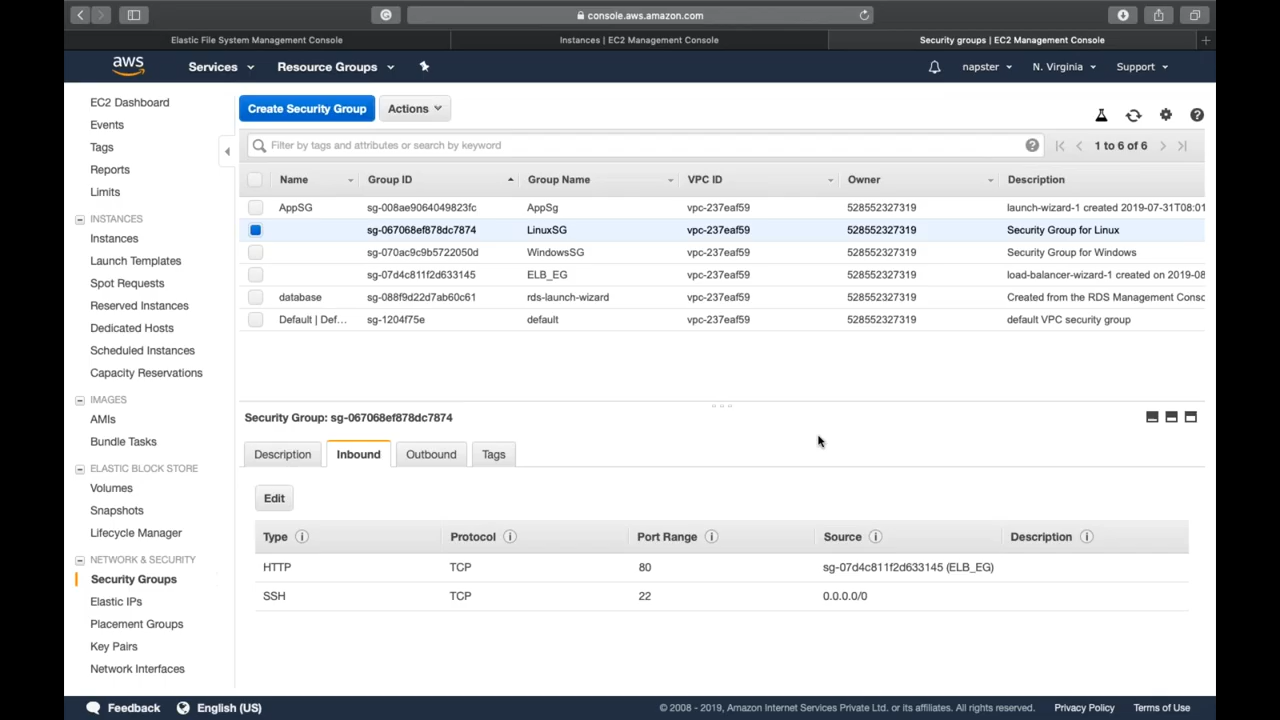 console.aws.amazon.com
Elastic File System Management Console
Instances | EC2 Management Console
Security groups | EC2 Management Console
aws
Services
Resource Groups
napster
N. Virginia
Support
EC2 Dashboard
Events
Tags
Reports
Limits
INSTANCES
Instances
Launch Templates
Spot Requests
Reserved Instances
Dedicated Hosts
Scheduled Instances
Capacity Reservations
IMAGES
AMIs
Bundle Tasks
ELASTIC BLOCK STORE
Volumes
Snapshots
Lifecycle Manager
NETWORK & SECURITY
Security Groups
Elastic IPs
Placement Groups
Key Pairs
Network Interfaces
Create Security Group
Actions
Filter by tags and attributes or search by keyword
1 to 6 of 6
Name Group ID Group Name VPC ID Owner Description
AppSG sg-008ae9064049823fc AppSg vpc-237eaf59 528552327319 launch-wizard-1 created 2019-07-31T08:01
sg-067068ef878dc7874 LinuxSG vpc-237eaf59 528552327319 Security Group for Linux
sg-070ac9c9b5722050d WindowsSG vpc-237eaf59 528552327319 Security Group for Windows
sg-07d4c811f2d633145 ELB_EG vpc-237eaf59 528552327319 load-balancer-wizard-1 created on 2019-08
database sg-088f9d22d7ab60c61 rds-launch-wizard vpc-237eaf59 528552327319 Created from the RDS Management Consc
Default | Def... sg-1204f75e default vpc-237eaf59 528552327319 default VPC security group
Security Group: sg-067068ef878dc7874
Description Inbound Outbound Tags
Edit
Type Protocol Port Range Source Description
HTTP TCP 80 sg-07d4c811f2d633145 (ELB_EG)
SSH TCP 22 0.0.0.0/0
Feedback
English (US)
© 2008 - 2019, Amazon Internet Services Private Ltd. or its affiliates. All rights reserved.
Privacy Policy
Terms of Use